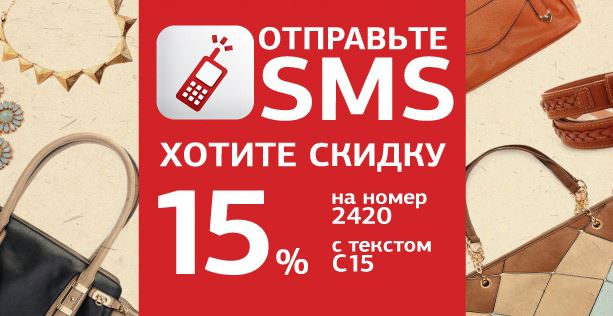 ОТПРАВЬТЕ
SMS
ХОТИТЕ СКИДКУ
15%
на номер
2420
с текстом
С15